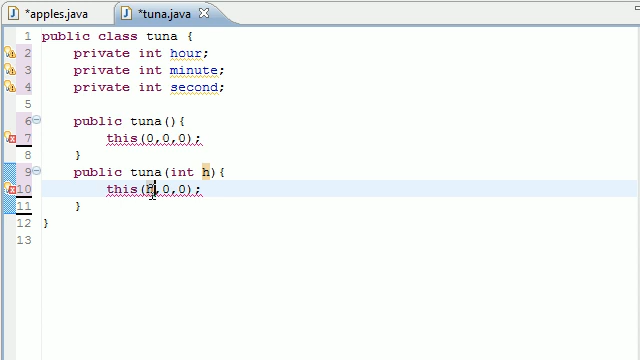 *apples.java *tuna.java
1 public class tuna {
2 private int hour;
3 private int minute;
4 private int second;
5
6 public tuna(){
7 this(0,0,0);
8 }
9 public tuna(int h){
10 this(h,0,0);
11 }
12 }
13